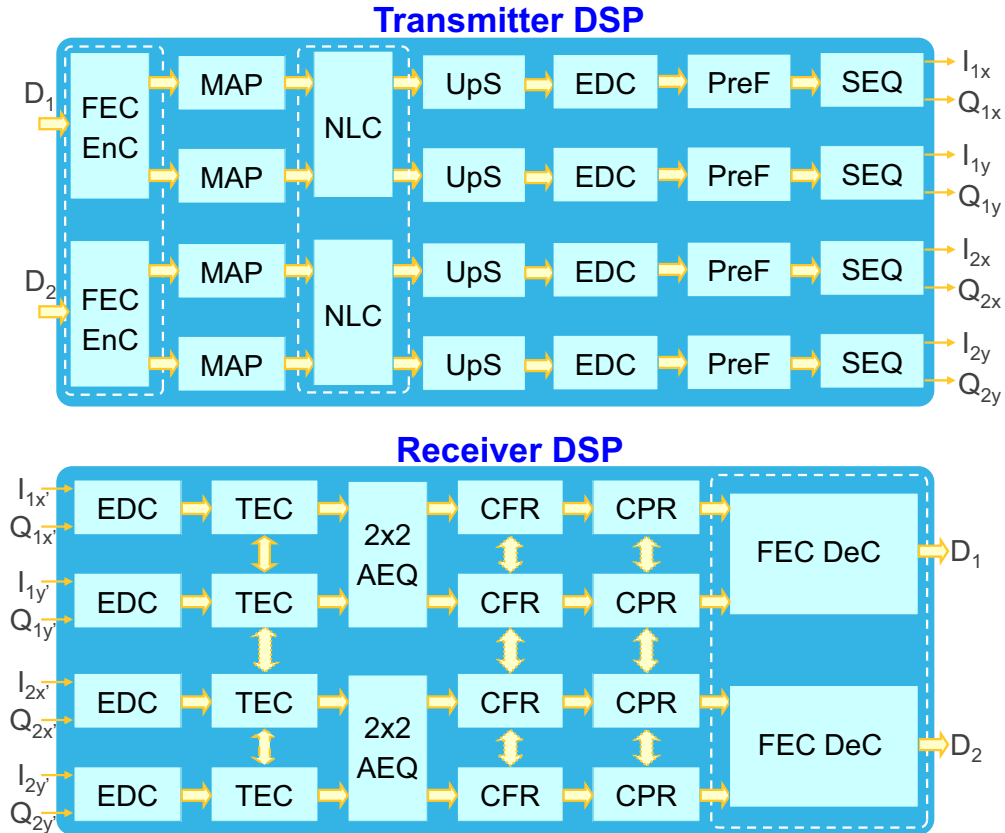 Transmitter DSP
D1
FEC
EnC
MAP
NLC
UpS
EDC
PreF
SEQ
I1x
Q1x
MAP
UpS
EDC
PreF
SEQ
I1y
Q1y
D2
FEC
EnC
MAP
NLC
UpS
EDC
PreF
SEQ
I2x
Q2x
MAP
UpS
EDC
PreF
SEQ
I2y
Q2y
Receiver DSP
I1x'
Q1x'
EDC
TEC
2x2
AEQ
CFR
CPR
FEC DeC
D1
I1y'
Q1y'
EDC
TEC
CFR
CPR
I2x'
Q2x'
EDC
TEC
2x2
AEQ
CFR
CPR
FEC DeC
D2
I2y'
Q2y'
EDC
TEC
CFR
CPR